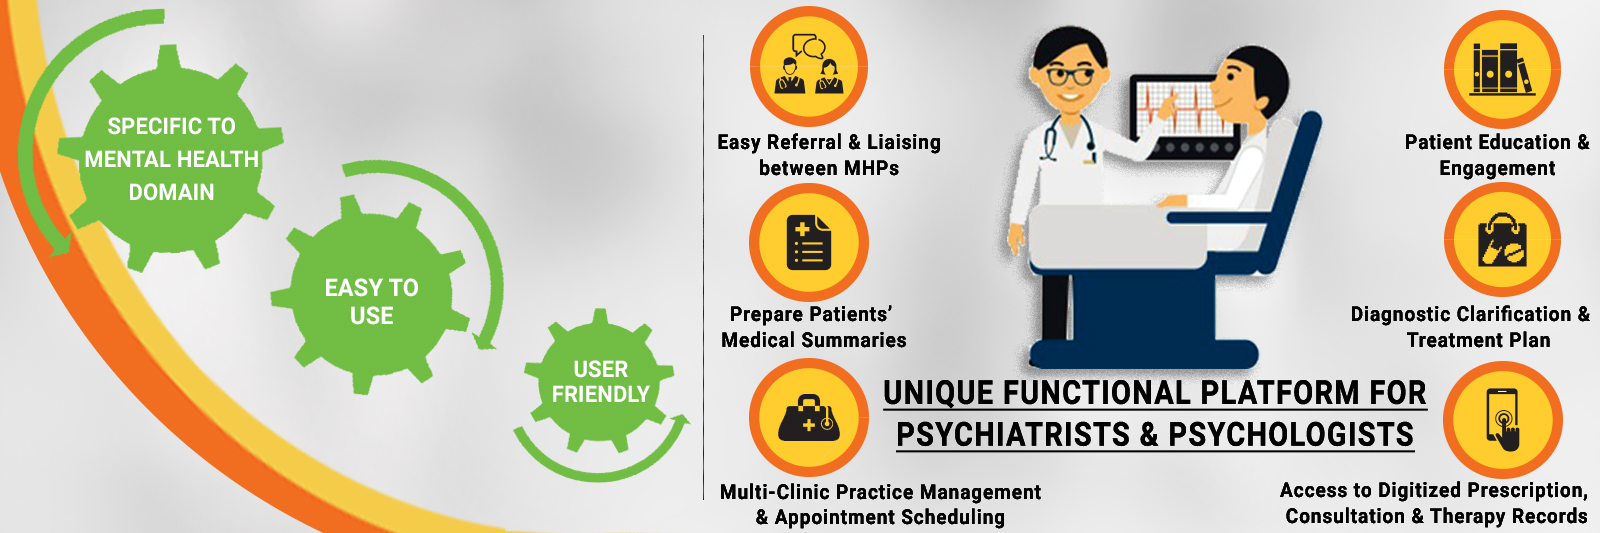 SPECIFIC TO
MENTAL HEALTH
DOMAIN
EASY TO
USE
USER
FRIENDLY
Easy Referral & Liaising
between MHPs
Prepare Patients’
Medical Summaries
Multi-Clinic Practice Management
& Appointment Scheduling
UNIQUE FUNCTIONAL PLATFORM FOR
PSYCHIATRISTS & PSYCHOLOGISTS
Patient Education &
Engagement
Diagnostic Clarification &
Treatment Plan
Access to Digitized Prescription,
Consultation & Therapy Records